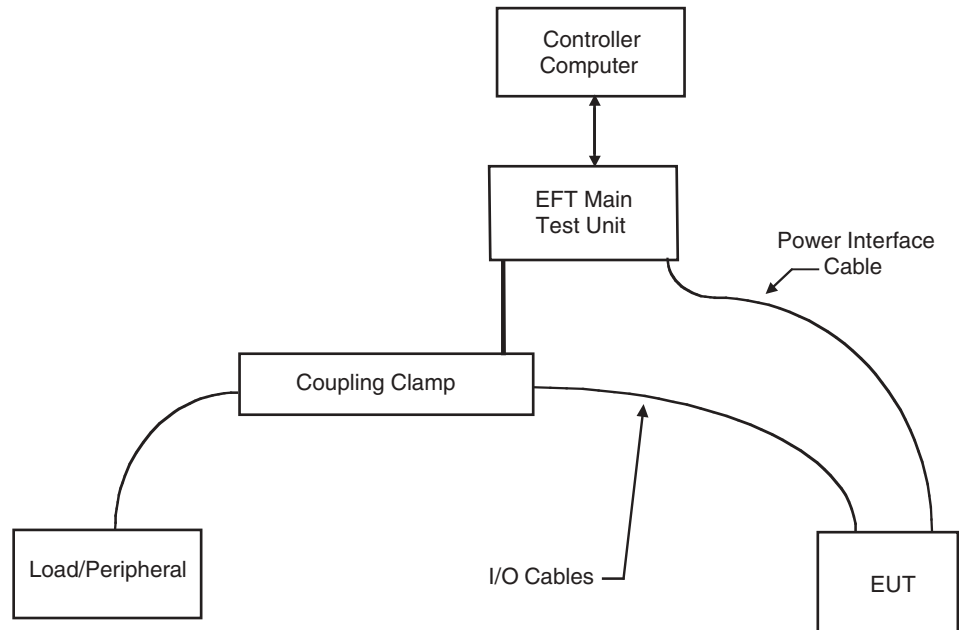 Controller
Computer
EFT Main
Test Unit
Power Interface
Cable
Coupling Clamp
Load/Peripheral
I/O Cables
EUT